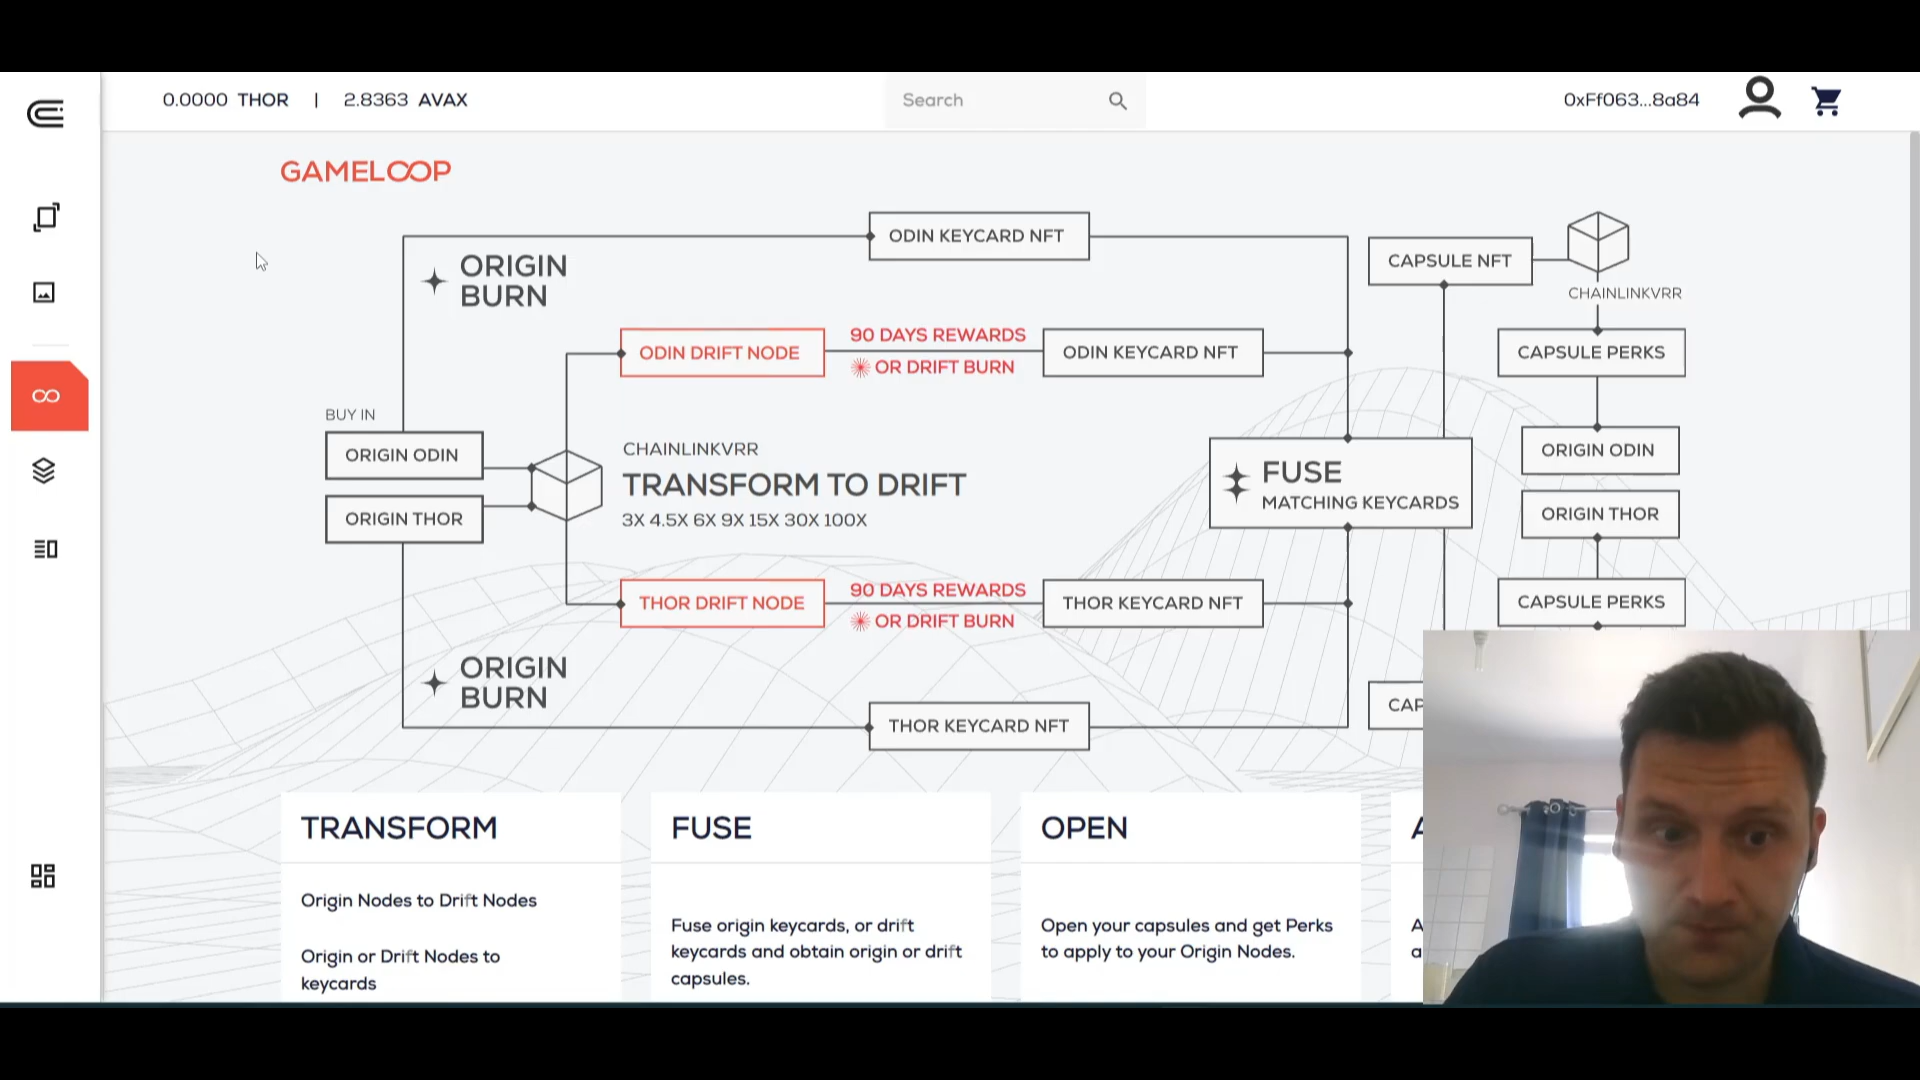 0.0000 THOR | 2.8363 AVAX
Search
0xFf063...8a84
GAMELOOP
ODIN KEYCARD NFT
ORIGIN
BURN
CAPSULE NFT
CHAINLINKVRR
ODIN DRIFT NODE
90 DAYS REWARDS
OR DRIFT BURN
ODIN KEYCARD NFT
CAPSULE PERKS
BUY IN
ORIGIN ODIN
ORIGIN THOR
CHAINLINKVRR
TRANSFORM TO DRIFT
3X 4.5X 6X 9X 15X 30X 100X
FUSE
MATCHING KEYCARDS
ORIGIN ODIN
ORIGIN THOR
THOR DRIFT NODE
90 DAYS REWARDS
OR DRIFT BURN
THOR KEYCARD NFT
CAPSULE PERKS
ORIGIN
BURN
THOR KEYCARD NFT
CAP
TRANSFORM
Origin Nodes to Drift Nodes
Origin or Drift Nodes to
keycards
FUSE
Fuse origin keycards, or drift
keycards and obtain origin or drift
capsules.
OPEN
Open your capsules and get Perks
to apply to your Origin Nodes.